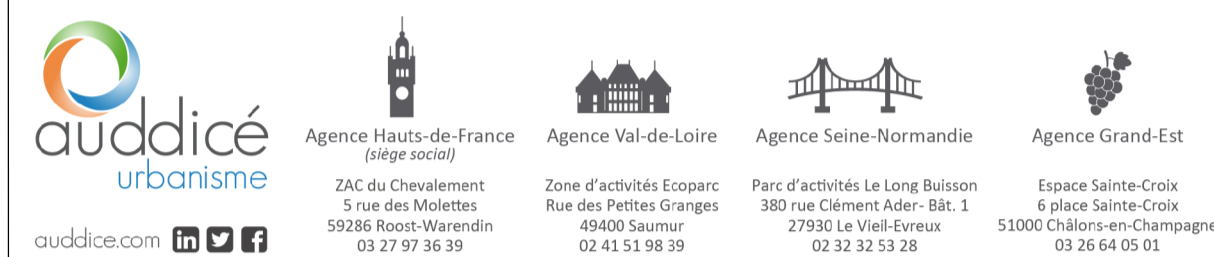 auddicé
urbanisme
auddice.com
Agence Hauts-de-France
(siège social)
ZAC du Chevalement
5 rue des Molettes
59286 Roost-Warendin
03 27 97 36 39
Agence Val-de-Loire
Zone d’activités Ecoparc
Rue des Petites Granges
49400 Saumur
02 41 51 98 39
Agence Seine-Normandie
Parc d’activités Le Long Buisson
380 rue Clément Ader- Bât. 1
27930 Le Vieil-Evreux
02 32 32 53 28
Agence Grand-Est
Espace Sainte-Croix
6 place Sainte-Croix
51000 Châlons-en-Champagne
03 26 64 05 01